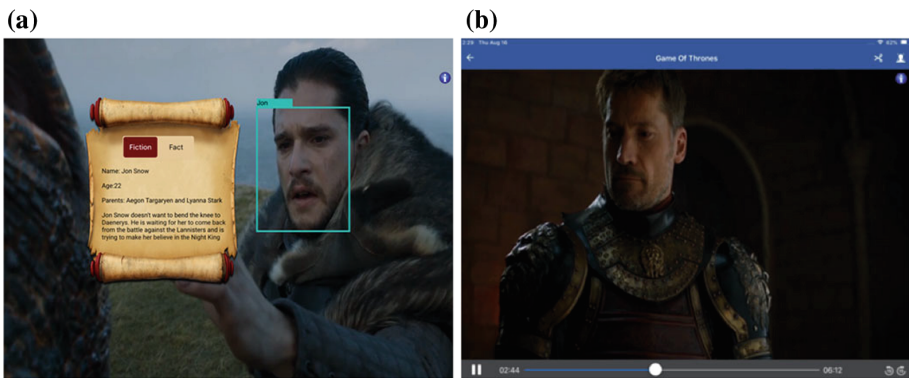 (a)
Jon
Fiction Fact
Name: Jon Snow
Age:22
Parents: Aegon Targaryen and Lyanna Stark
Jon Snow doesn't want to bend the knee to
Daenerys. He is waiting for her to come back
from the battle against the Lannisters and is
trying to make her believe in the Night King
(b)
2:29 Thu Aug 16 62%
Game Of Thrones
02:44 06:12